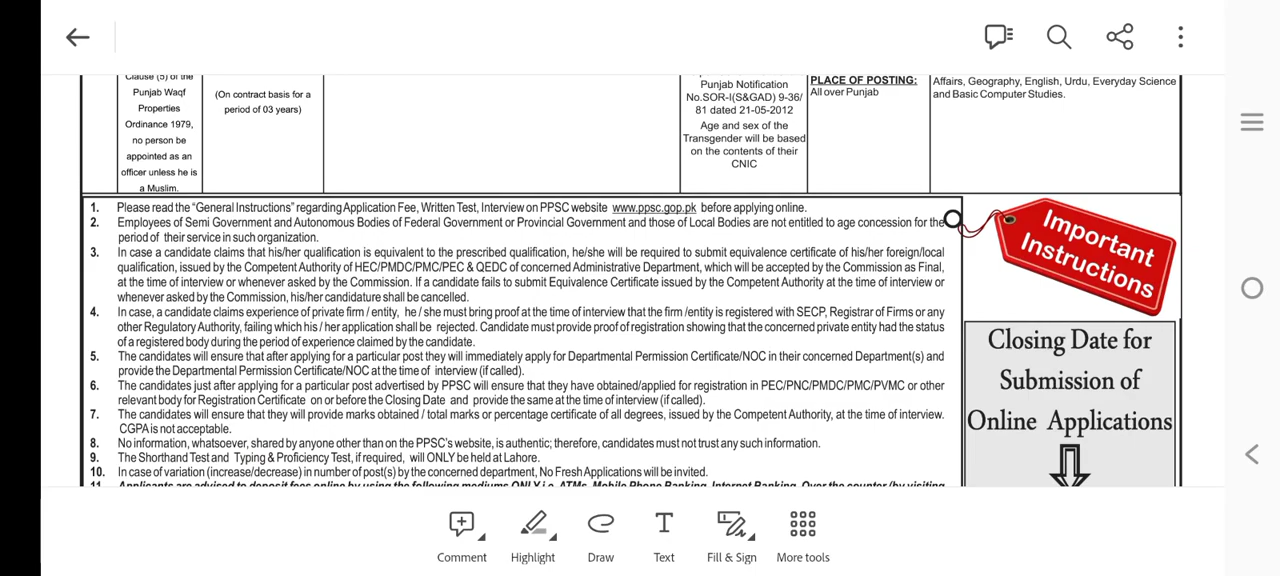 Clause (5) of the
Punjab Waqf
Properties
Ordinance 1979,
no person be
appointed as an
officer unless he is
a Muslim.
(On contract basis for a
period of 03 years)
Punjab Notification
No.SOR-I(S&GAD) 9-36/
81 dated 21-05-2012
Age and sex of the
Transgender will be based
on the contents of their
CNIC
PLACE OF POSTING:
All over Punjab
Affairs, Geography, English, Urdu, Everyday Science
and Basic Computer Studies.
1. Please read the "General Instructions" regarding Application Fee, Written Test, Interview on PPSC website www.ppsc.gop.pk before applying online.
2. Employees of Semi Government and Autonomous Bodies of Federal Government or Provincial Government and those of Local Bodies are not entitled to age concession for the
period of their service in such organization.
3. In case a candidate claims that his/her qualification is equivalent to the prescribed qualification, he/she will be required to submit equivalence certificate of his/her foreign/local
qualification, issued by the Competent Authority of HEC/PMDC/PMC/PEC & QEDC of concerned Administrative Department, which will be accepted by the Commission as Final,
at the time of interview or whenever asked by the Commission. If a candidate fails to submit Equivalence Certificate issued by the Competent Authority at the time of interview or
whenever asked by the Commission, his/her candidature shall be cancelled.
4. In case, a candidate claims experience of private firm / entity, he / she must bring proof at the time of interview that the firm /entity is registered with SECP, Registrar of Firms or any
other Regulatory Authority, failing which his / her application shall be rejected. Candidate must provide proof of registration showing that the concerned private entity had the status
of a registered body during the period of experience claimed by the candidate.
5. The candidates will ensure that after applying for a particular post they will immediately apply for Departmental Permission Certificate/NOC in their concerned Department(s) and
provide the Departmental Permission Certificate/NOC at the time of interview (if called).
6. The candidates just after applying for a particular post advertised by PPSC will ensure that they have obtained/applied for registration in PEC/PNC/PMDC/PMC/PVMC or other
relevant body for Registration Certificate on or before the Closing Date and provide the same at the time of interview (if called).
7. The candidates will ensure that they will provide marks obtained / total marks or percentage certificate of all degrees, issued by the Competent Authority, at the time of interview.
CGPA is not acceptable.
8. No information, whatsoever, shared by anyone other than on the PPSC's website, is authentic; therefore, candidates must not trust any such information.
9. The Shorthand Test and Typing & Proficiency Test, if required, will ONLY be held at Lahore.
10. In case of variation (increase/decrease) in number of post(s) by the concerned department, No Fresh Applications will be invited.
11. Applicants are advised to deposit fees online by using the following mediums ONLY i.e. ATMs, Mobile Phone Banking, Internet Banking, Over the counter (by visiting
Important
Instructions
Closing Date for
Submission of
Online Applications
Comment
Highlight
Draw
Text
Fill & Sign
More tools